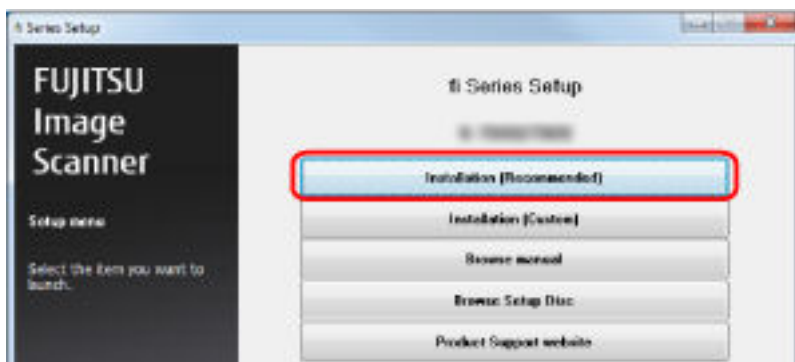 fi Series Setup
FUJITSU
Image
Scanner
Setup menu
Select the item you want to
launch.
fi Series Setup
Installation (Recommended)
Installation (Custom)
Browse manual
Browse Setup Disc
Product Support website